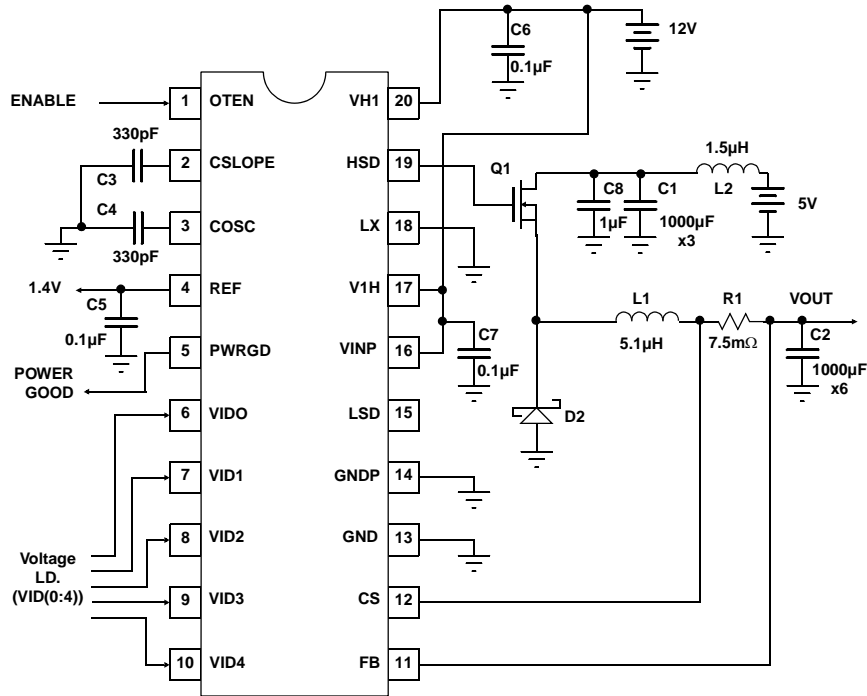 C6
0.1µF
12V
ENABLE
1
OTEN
VH1
20
330pF
C3
2
CSLOPE
HSD
19
Q1
1.5µH
L2
C4
3
COSC
LX
18
C8
1µF
C1
1000µF
x3
5V
330pF
1.4V
4
REF
V1H
17
C5
0.1µF
L1
5.1µH
R1
7.5mΩ
VOUT
5
PWRGD
VINP
16
C7
0.1µF
C2
1000µF
x6
POWER
GOOD
6
VIDO
LSD
15
D2
7
VID1
GNDP
14
8
VID2
GND
13
Voltage
I.D.
(VID(0:4))
9
VID3
CS
12
10
VID4
FB
11